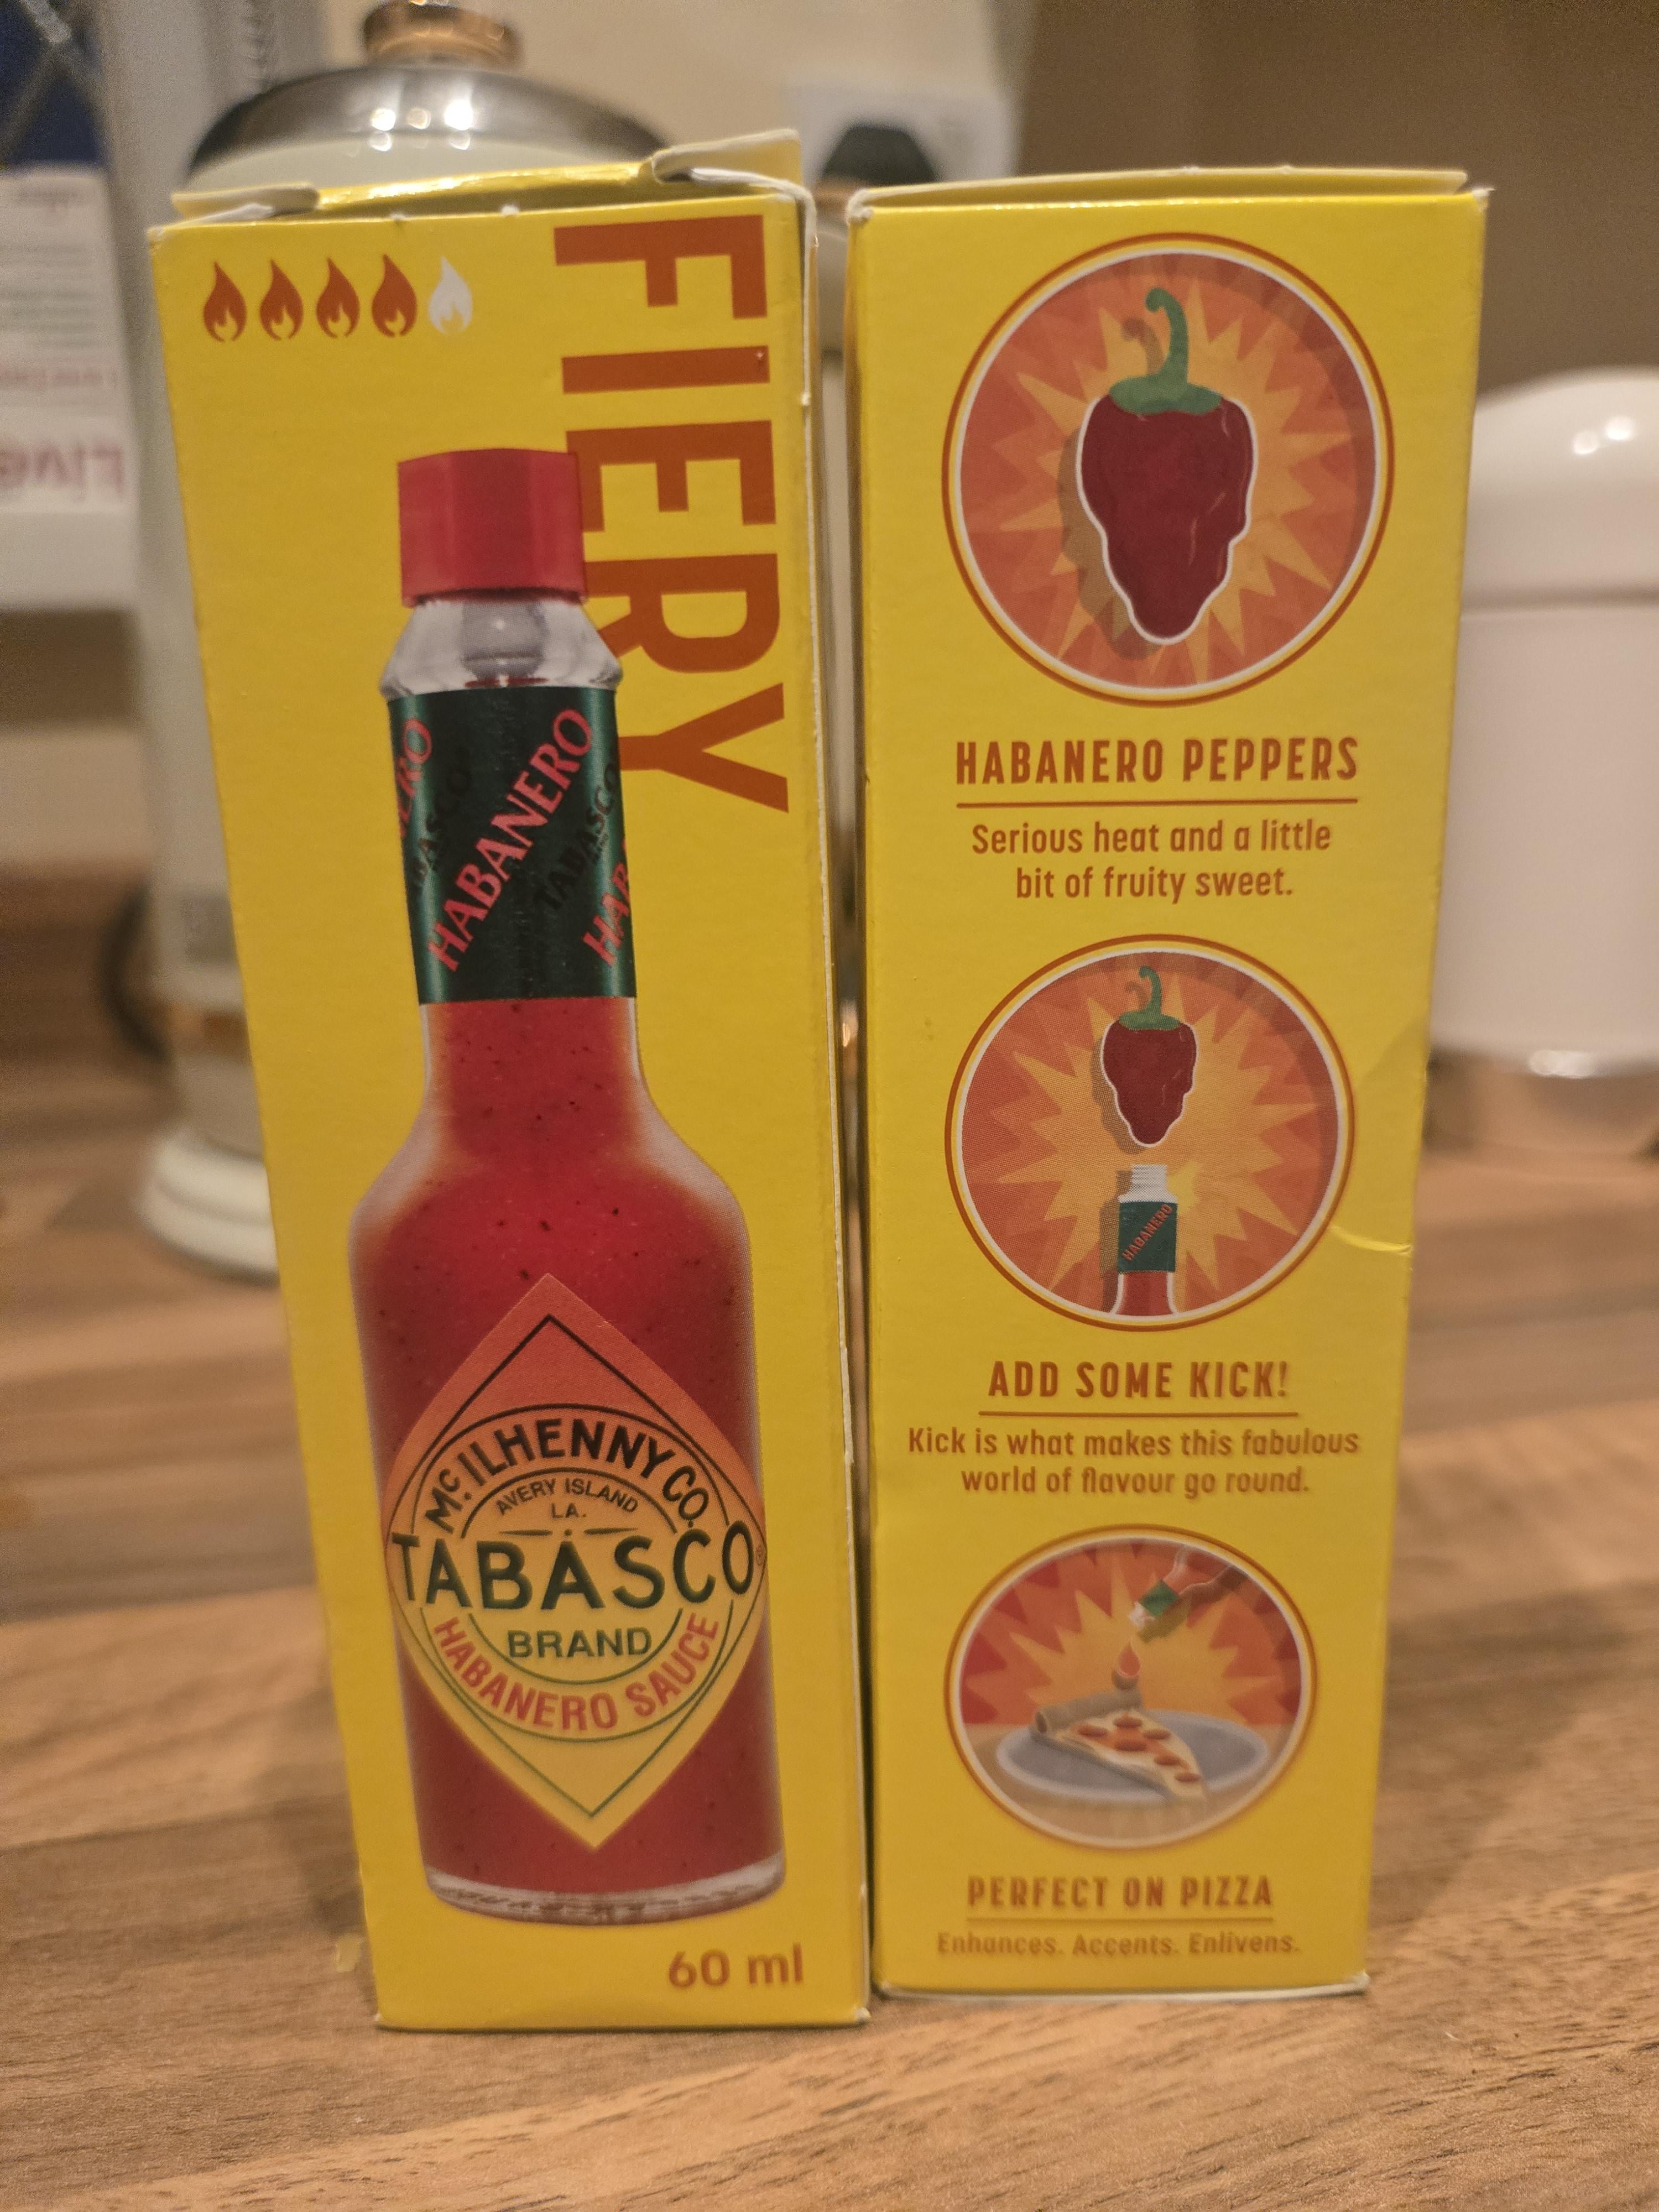 FIERY
HABANERO
TABASCO
HABANERO
TABASCO
McILHENNY CO.
AVERY ISLAND
LA.
TABASCO®
BRAND
HABANERO SAUCE
60 ml
HABANERO PEPPERS
Serious heat and a little
bit of fruity sweet.
HABANERO
ADD SOME KICK!
Kick is what makes this fabulous
world of flavour go round.
PERFECT ON PIZZA
Enhances. Accents. Enlivens.